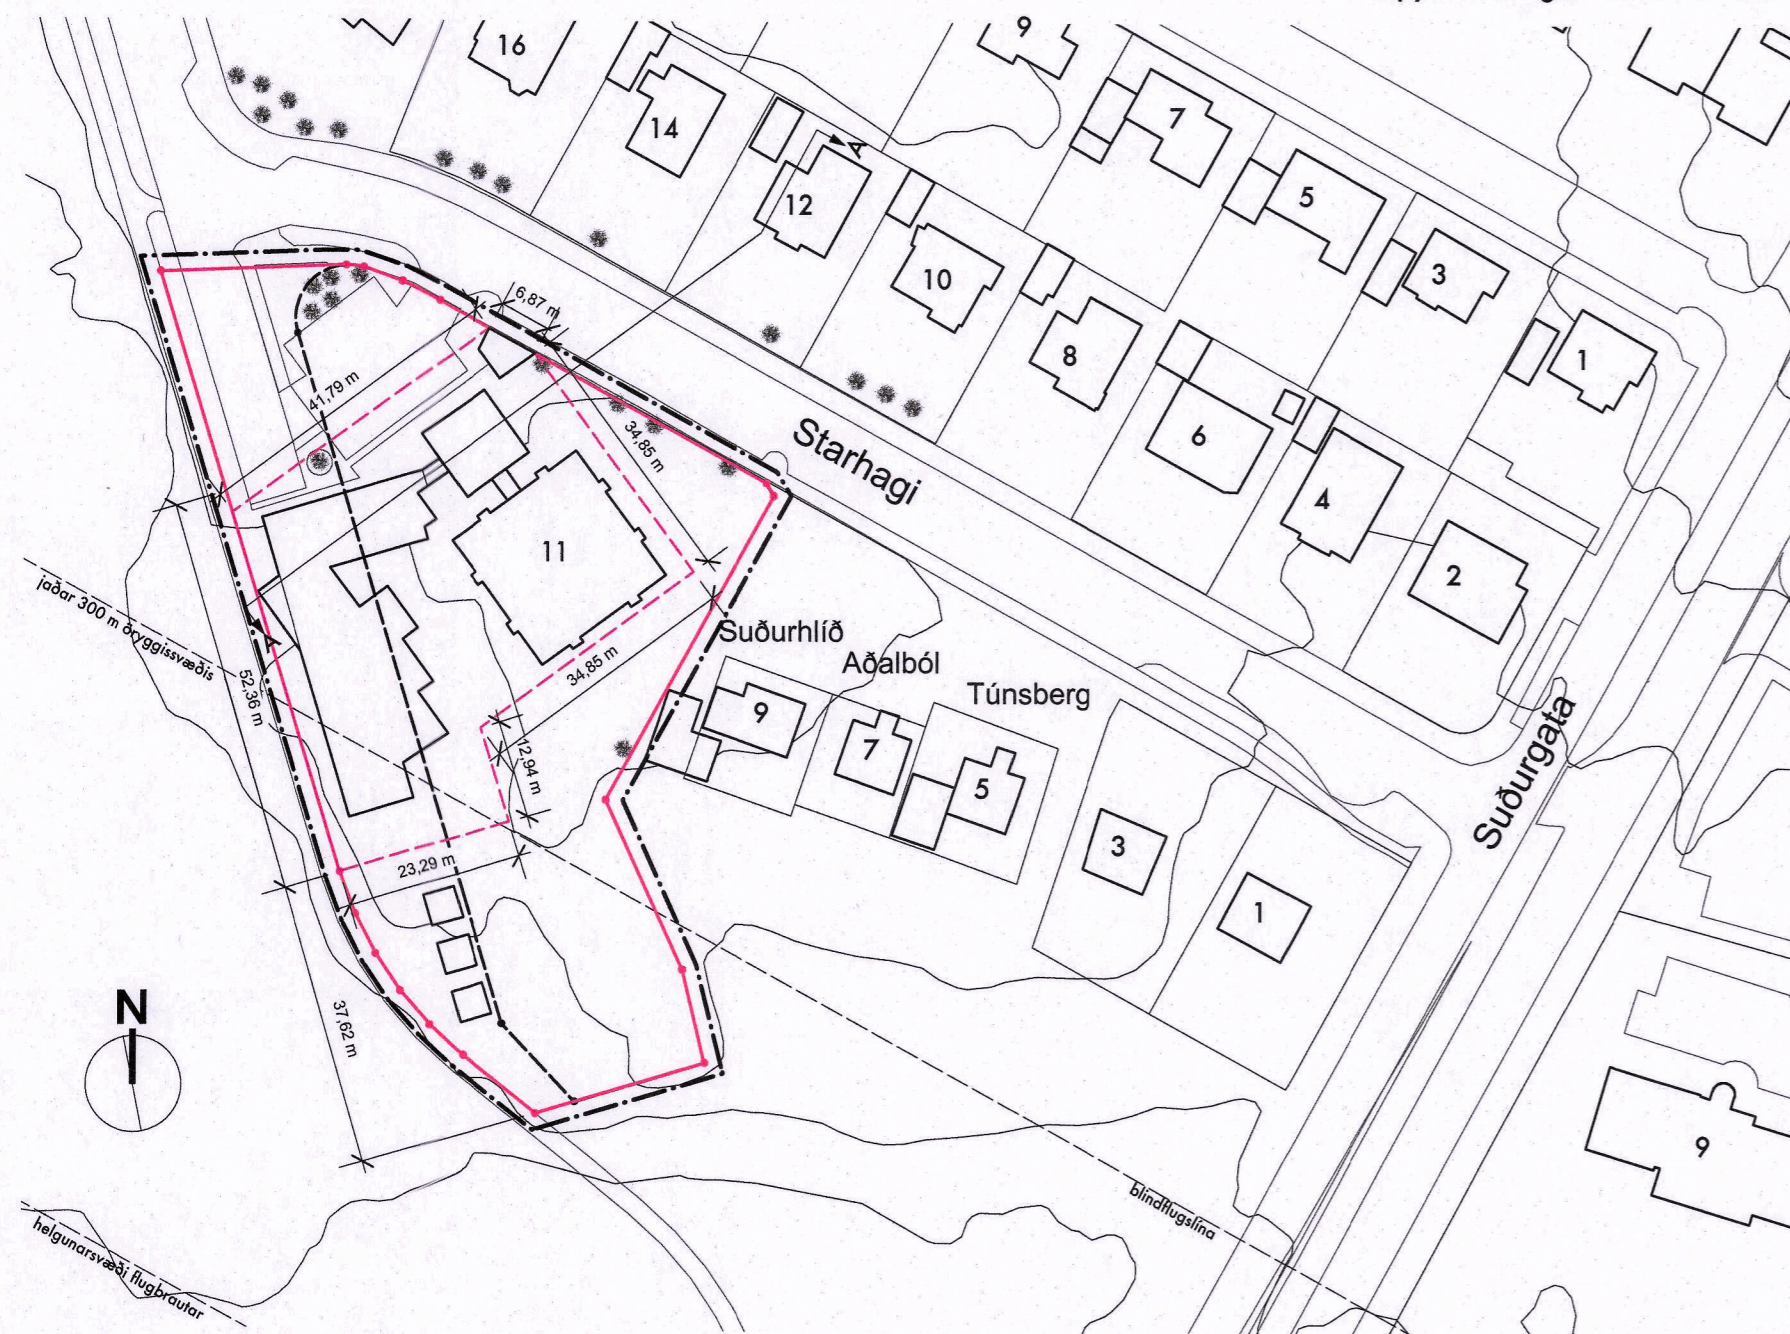 16
9
14
7
A
12
5
10
3
6,87 m
8
1
41,79 m
Starhagi
34,85 m
6
4
11
2
jaðar 300 m öryggissvæðis
A
Suðurhlíð
Aðalból
34,85 m
Túnsberg
52,36 m
9
7
12,94 m
5
Suðurgata
3
23,29 m
1
N
37,62 m
9
blindflugslína
helgunarsvæði flugbrautar